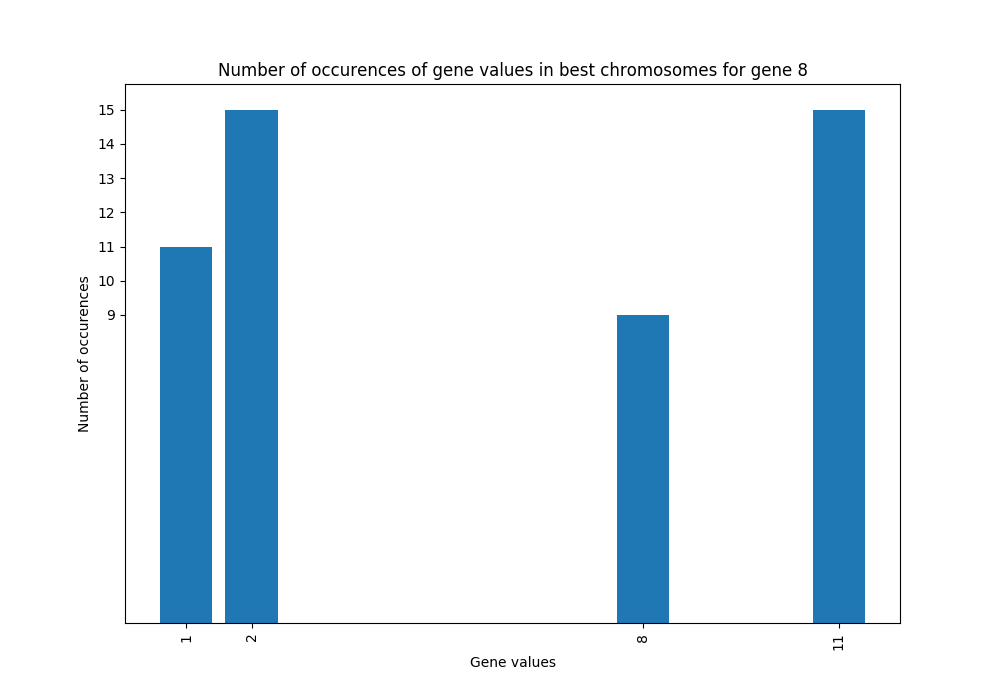 Number of occurences of gene values in best chromosomes for gene 8
15
14
13
12
11
10
9
Number of occurences
1 2 8 11
Gene values